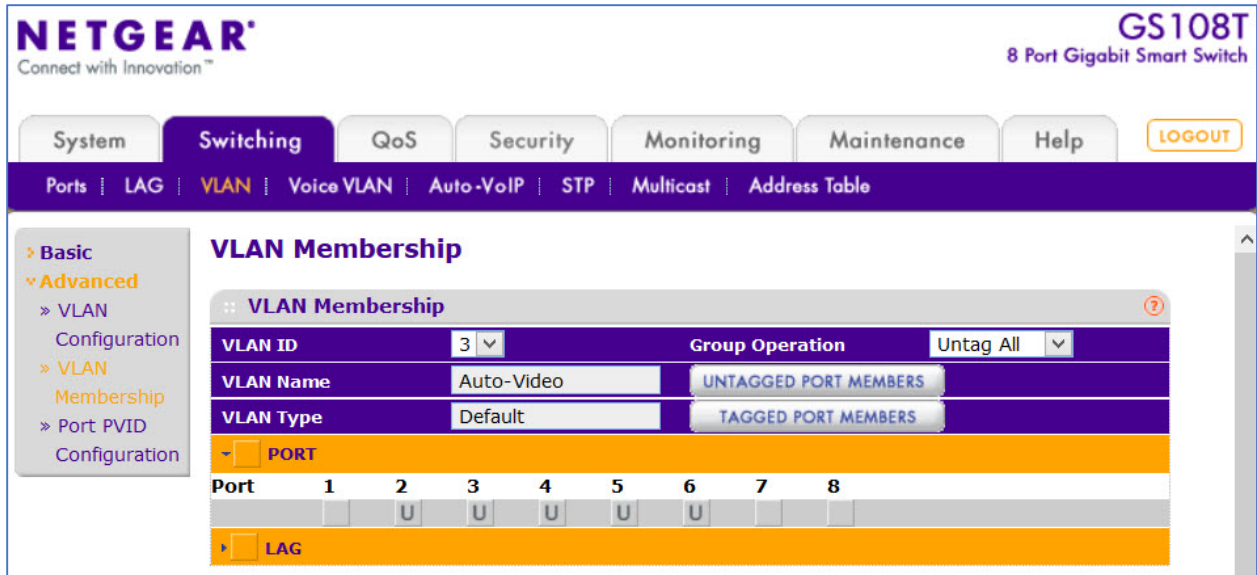 NETGEAR®
Connect with Innovation™
GS108T
8 Port Gigabit Smart Switch
System Switching QoS Security Monitoring Maintenance Help LOGOUT
Ports LAG VLAN Voice VLAN Auto-VoIP STP Multicast Address Table
Basic
Advanced
» VLAN
Configuration
» VLAN
Membership
» Port PVID
Configuration
VLAN Membership
VLAN Membership ?
VLAN ID 3 Group Operation Untag All
VLAN Name Auto-Video UNTAGGED PORT MEMBERS
VLAN Type Default TAGGED PORT MEMBERS
PORT
Port 1 2 3 4 5 6 7 8
U U U U U
LAG